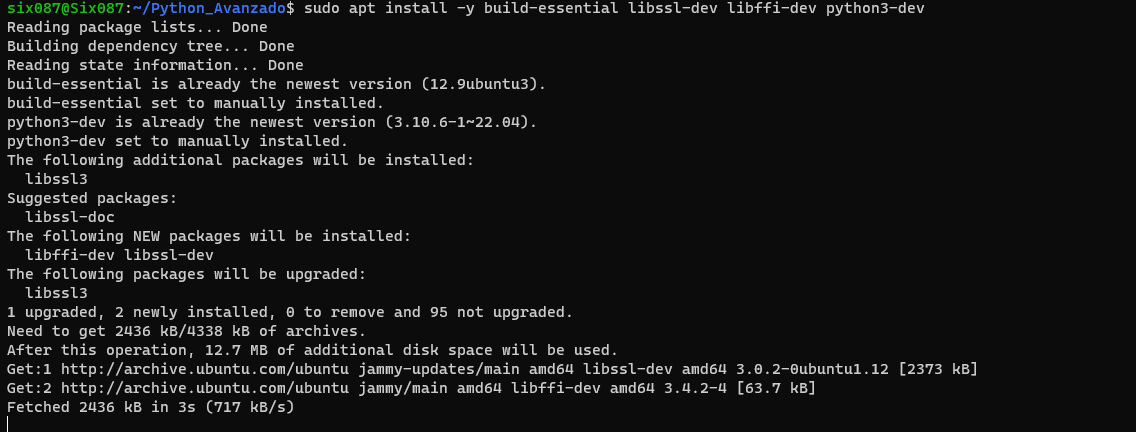 six087@Six087:~/Python_Avanzado$ sudo apt install -y build-essential libssl-dev libffi-dev python3-dev
Reading package lists... Done
Building dependency tree... Done
Reading state information... Done
build-essential is already the newest version (12.9ubuntu3).
build-essential set to manually installed.
python3-dev is already the newest version (3.10.6-1~22.04).
python3-dev set to manually installed.
The following additional packages will be installed:
  libssl3
Suggested packages:
  libssl-doc
The following NEW packages will be installed:
  libffi-dev libssl-dev
The following packages will be upgraded:
  libssl3
1 upgraded, 2 newly installed, 0 to remove and 95 not upgraded.
Need to get 2436 kB/4338 kB of archives.
After this operation, 12.7 MB of additional disk space will be used.
Get:1 http://archive.ubuntu.com/ubuntu jammy-updates/main amd64 libssl-dev amd64 3.0.2-0ubuntu1.12 [2373 kB]
Get:2 http://archive.ubuntu.com/ubuntu jammy/main amd64 libffi-dev amd64 3.4.2-4 [63.7 kB]
Fetched 2436 kB in 3s (717 kB/s)